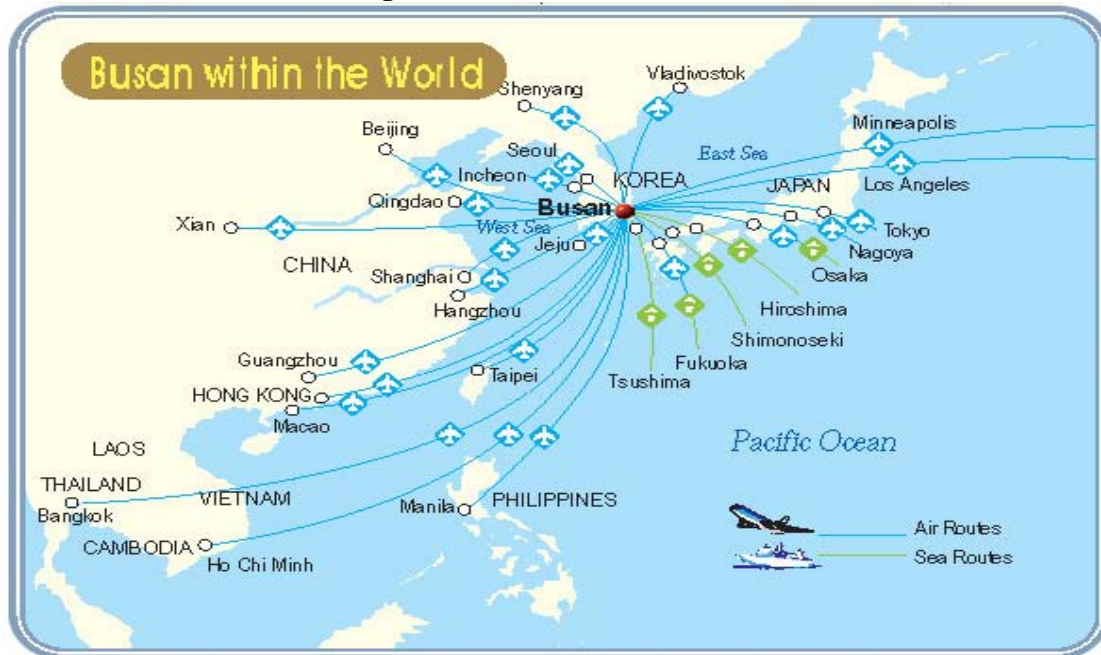 Busan within the World
Shenyang
Vladivostok
Beijing
Minneapolis
Seoul
East Sea
Incheon
KOREA
JAPAN
Los Angeles
Qingdao
Busan
Xian
West Sea
Jeju
Tokyo
Nagoya
CHINA
Shanghai
Osaka
Hangzhou
Hiroshima
Shimonoseki
Guangzhou
Fukuoka
Taipei
Tsushima
HONG KONG
Macao
Pacific Ocean
LAOS
THAILAND
VIETNAM
Manila
PHILIPPINES
Bangkok
Air Routes
CAMBODIA
Ho Chi Minh
Sea Routes